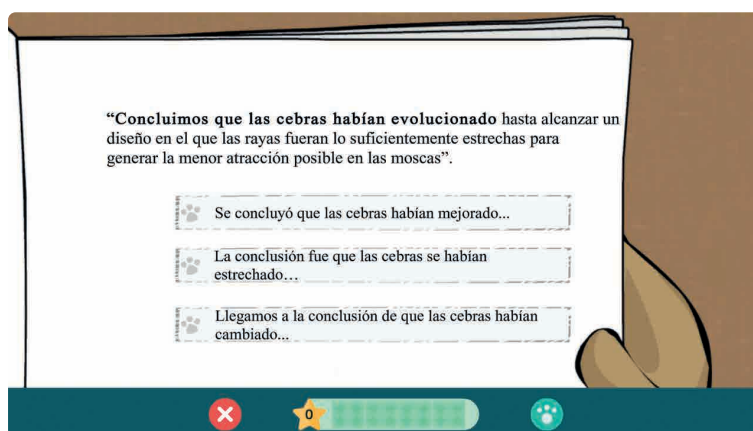 “Concluimos que las cebras habían evolucionado hasta alcanzar un
diseño en el que las rayas fueran lo suficientemente estrechas para
generar la menor atracción posible en las moscas”.
Se concluyó que las cebras habían mejorado...
La conclusión fue que las cebras se habían
estrechado…
Llegamos a la conclusión de que las cebras habían
cambiado...
0